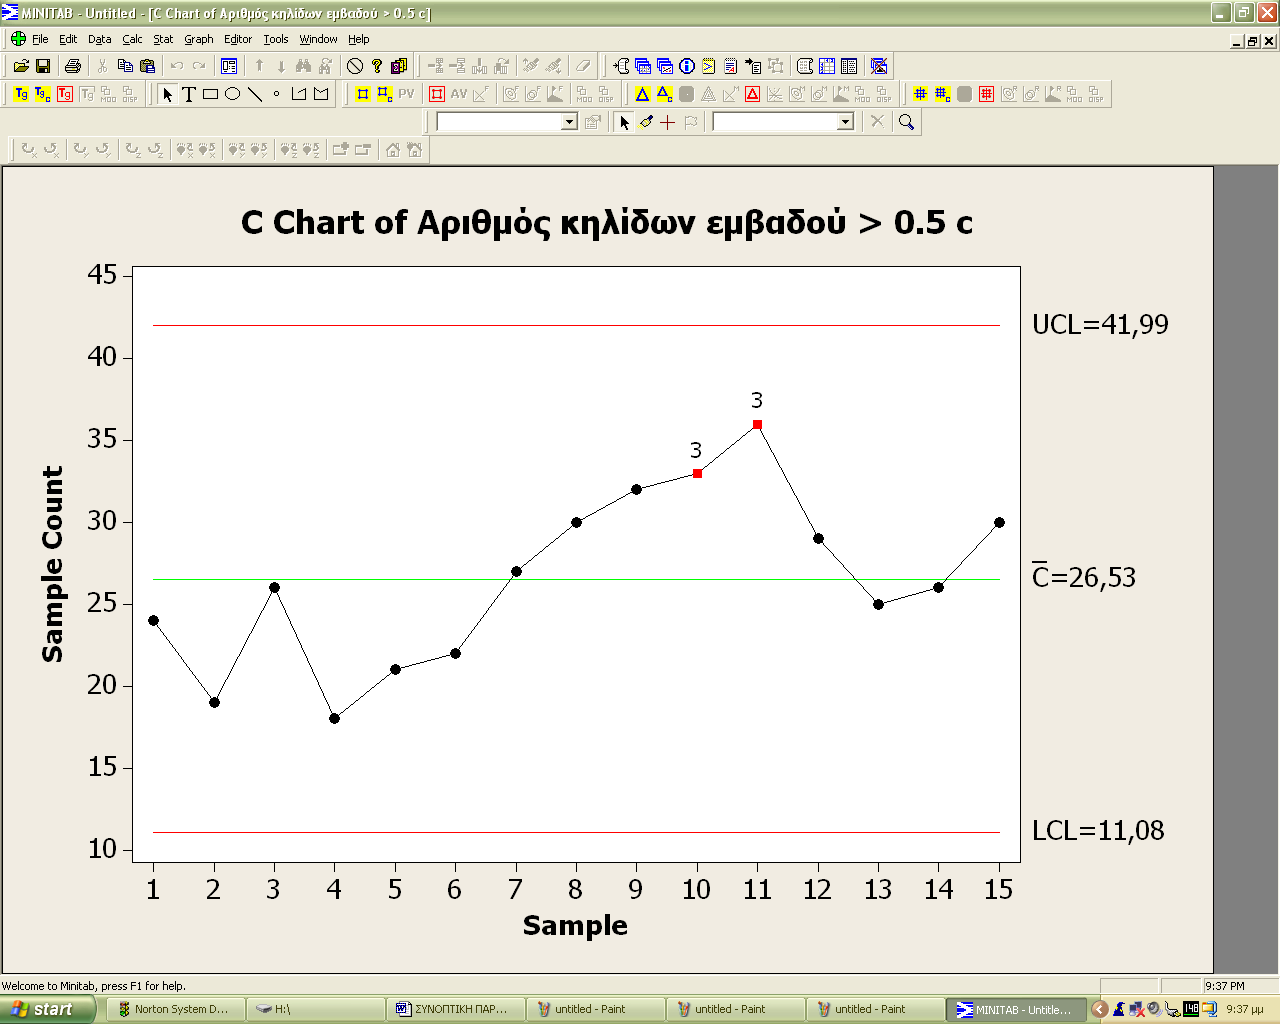 MINITAB - Untitled - [C Chart of Αριθμός κηλίδων εμβαδού > 0.5 c]
File Edit Data Calc Stat Graph Editor Tools Window Help
C Chart of Αριθμός κηλίδων εμβαδού > 0.5 c
45
40
35
30
25
20
15
10
Sample Count
UCL=41,99
C=26,53
LCL=11,08
3
3
1 2 3 4 5 6 7 8 9 10 11 12 13 14 15
Sample
Welcome to Minitab, press F1 for help.
9:37 PM
start
Norton System D...
H:\
ΣΥΝΟΠΤΙΚΗ ΠΑΡ...
untitled - Paint
untitled - Paint
untitled - Paint
MINITAB - Untitle...
148
9:37 μμ